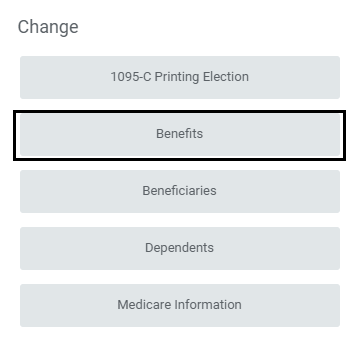 Change
1095-C Printing Election
Benefits
Beneficiaries
Dependents
Medicare Information